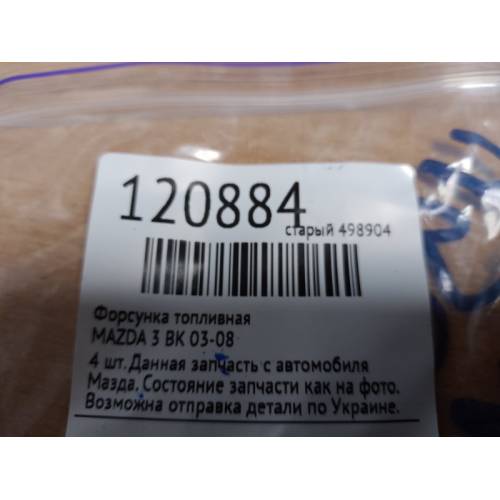 120884
старый 498904
Форсунка топливная
MAZDA 3 BK 03-08
4 шт. Данная запчасть с автомобиля
Мазда. Состояние запчасти как на фото.
Возможна отправка детали по Украине.